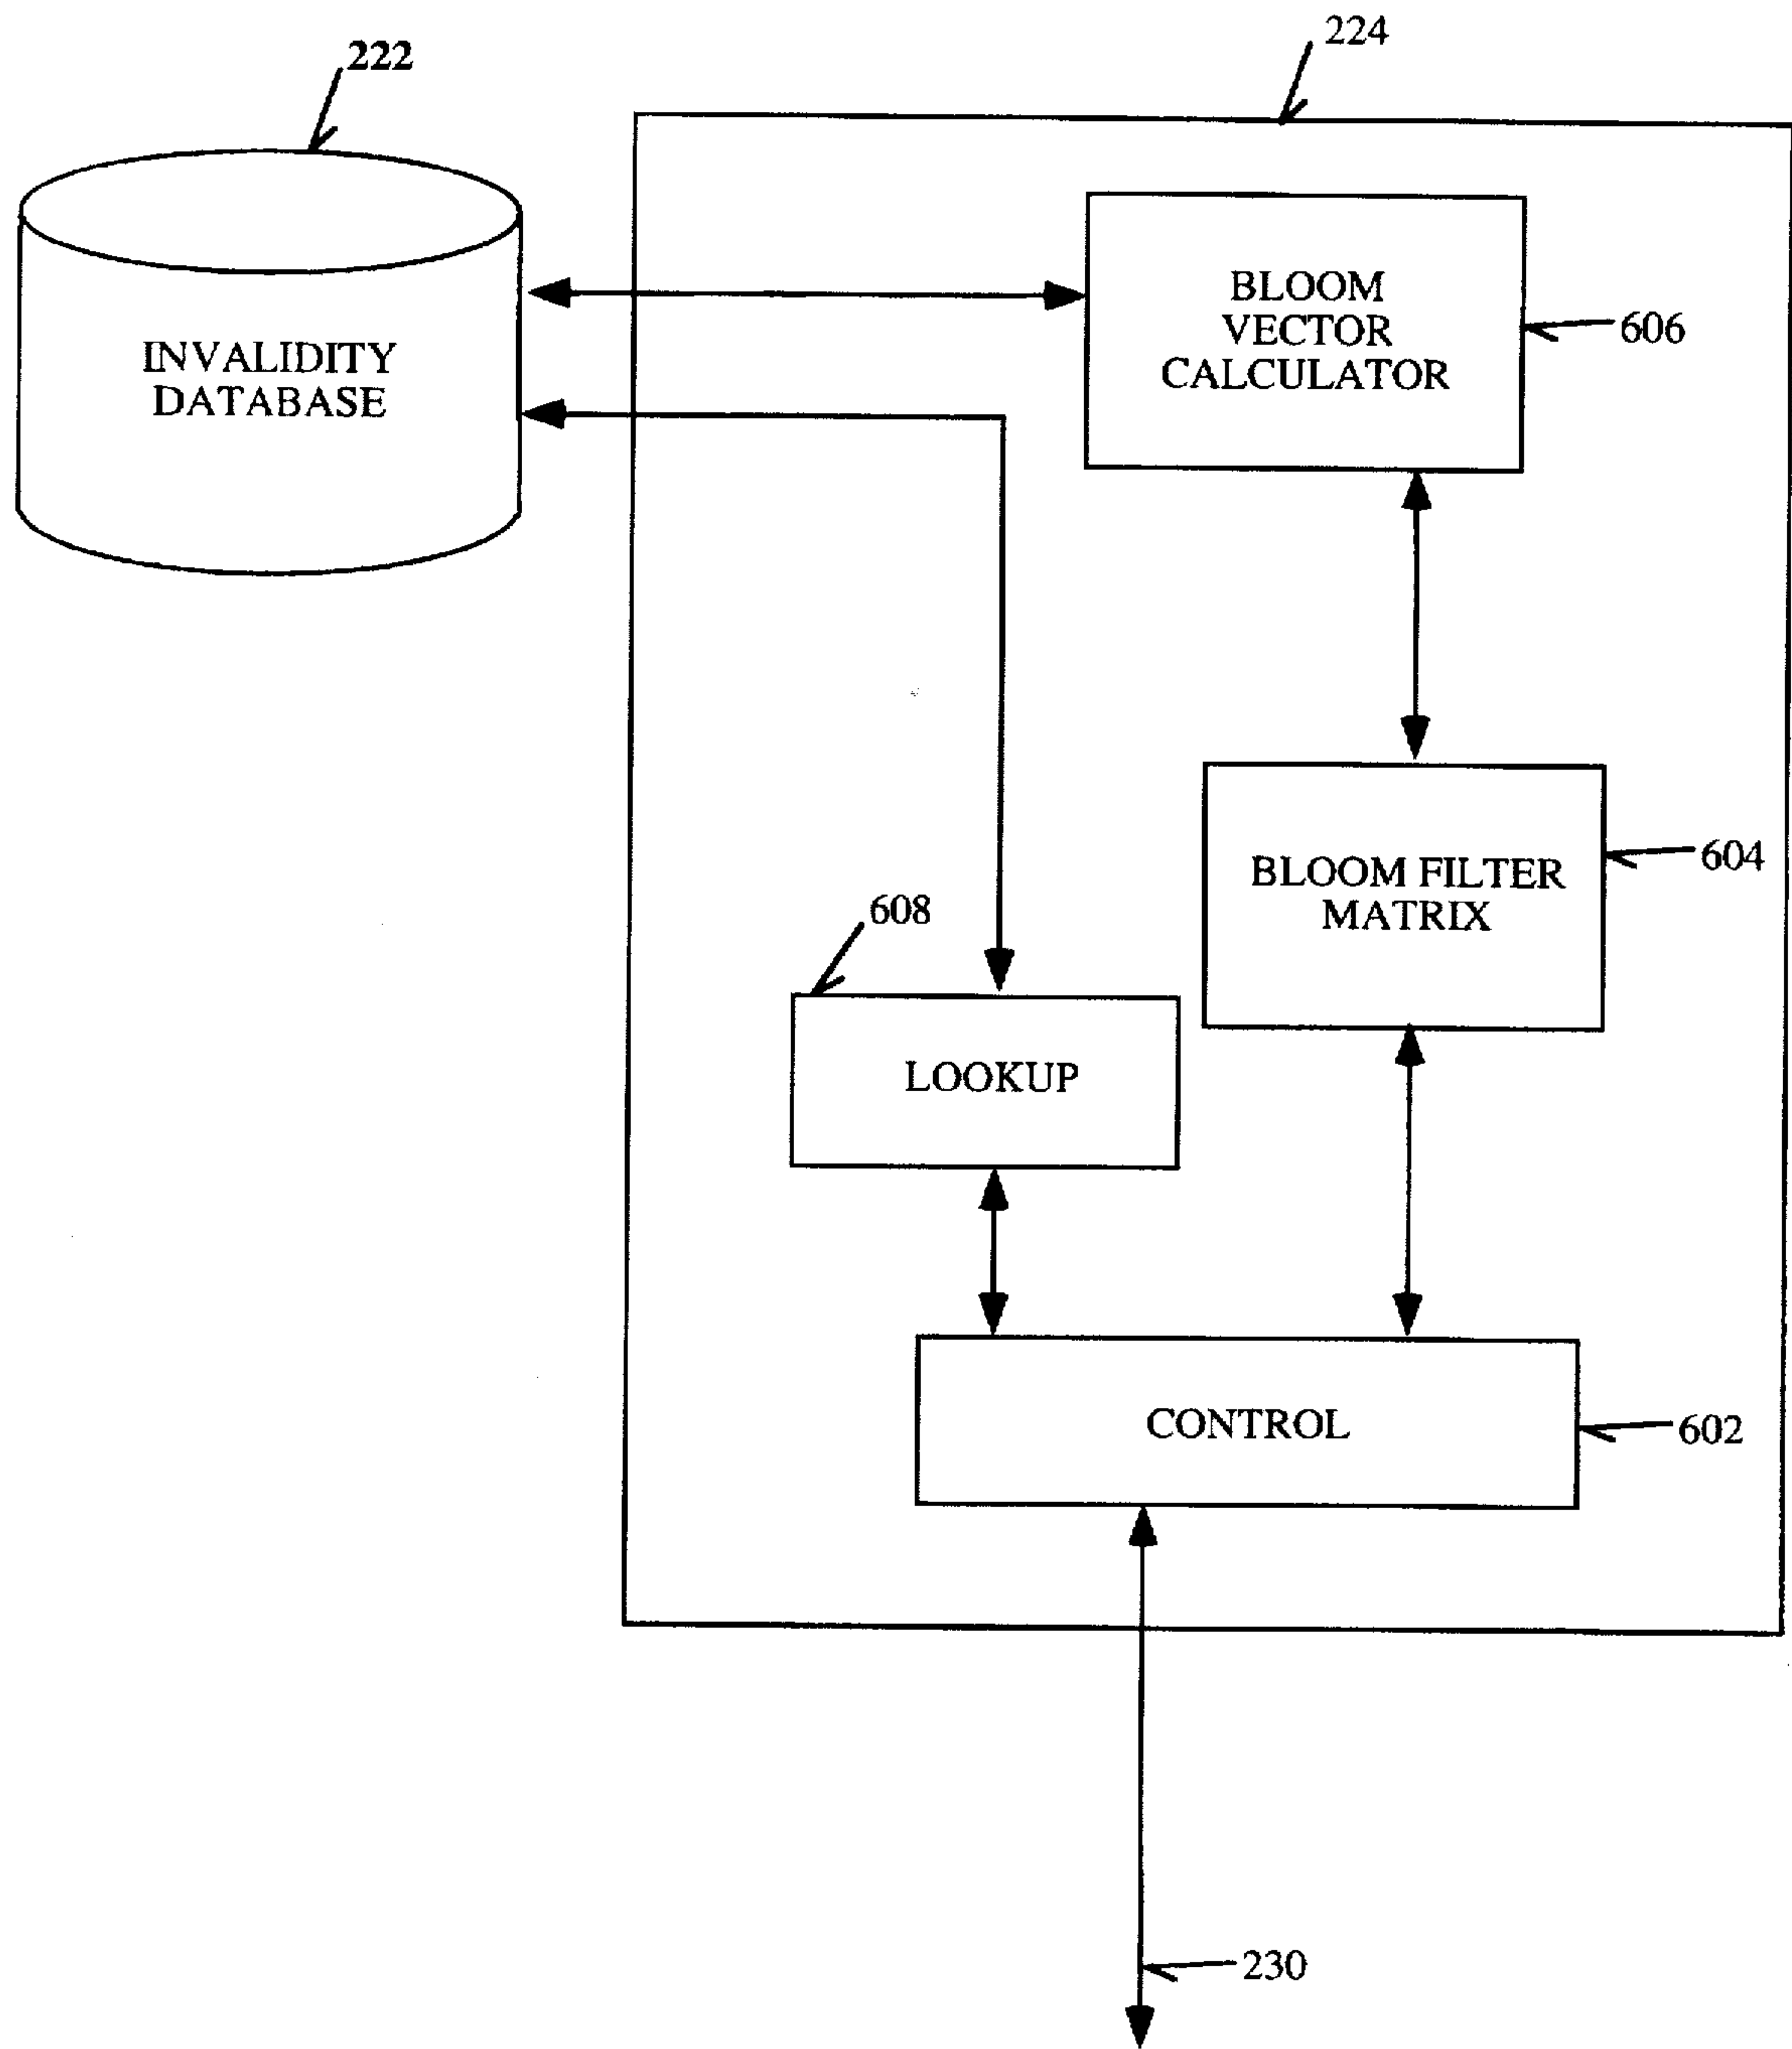 222
224
INVALIDITY
DATABASE
BLOOM
VECTOR
CALCULATOR
606
BLOOM FILTER
MATRIX
604
608
LOOKUP
CONTROL
602
230